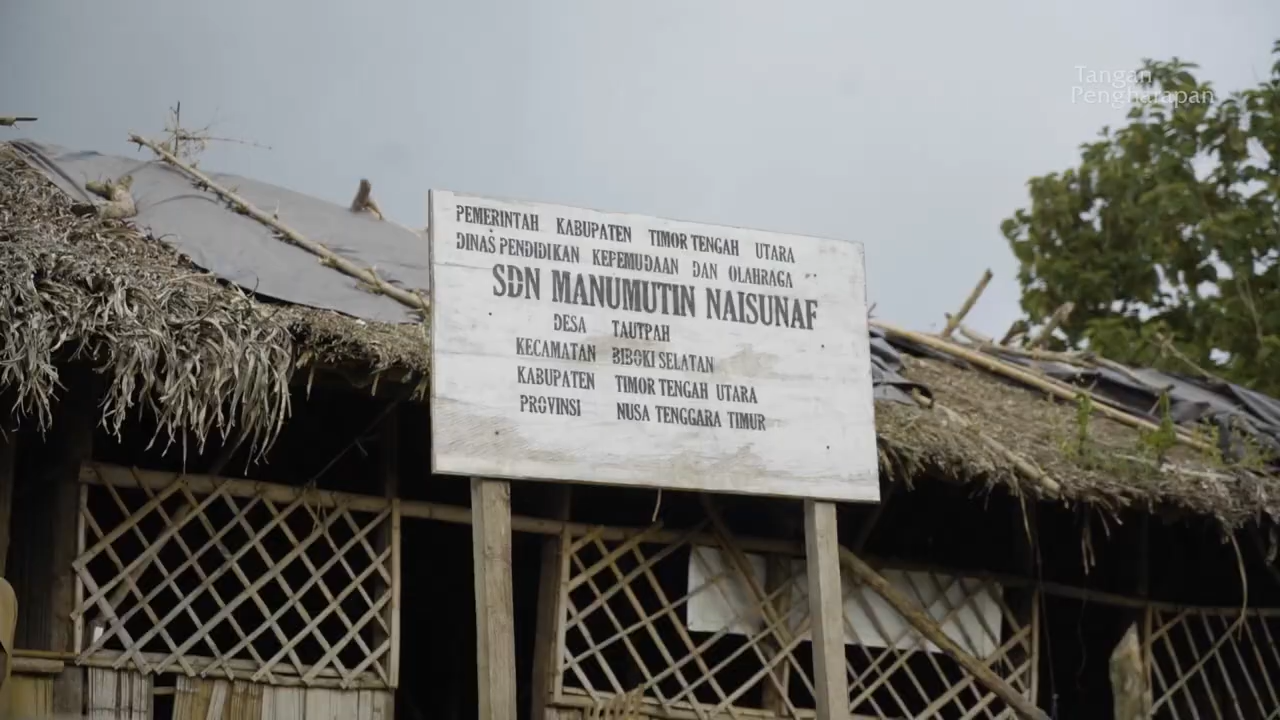 Tangan
Pengharapan
PEMERINTAH KABUPATEN TIMOR TENGAH UTARA
DINAS PENDIDIKAN KEPEMUDAAN DAN OLAHRAGA
SDN MANUMUTIN NAISUNAF
DESA TAUTPAH
KECAMATAN BIBOKI SELATAN
KABUPATEN TIMOR TENGAH UTARA
PROVINSI NUSA TENGGARA TIMUR